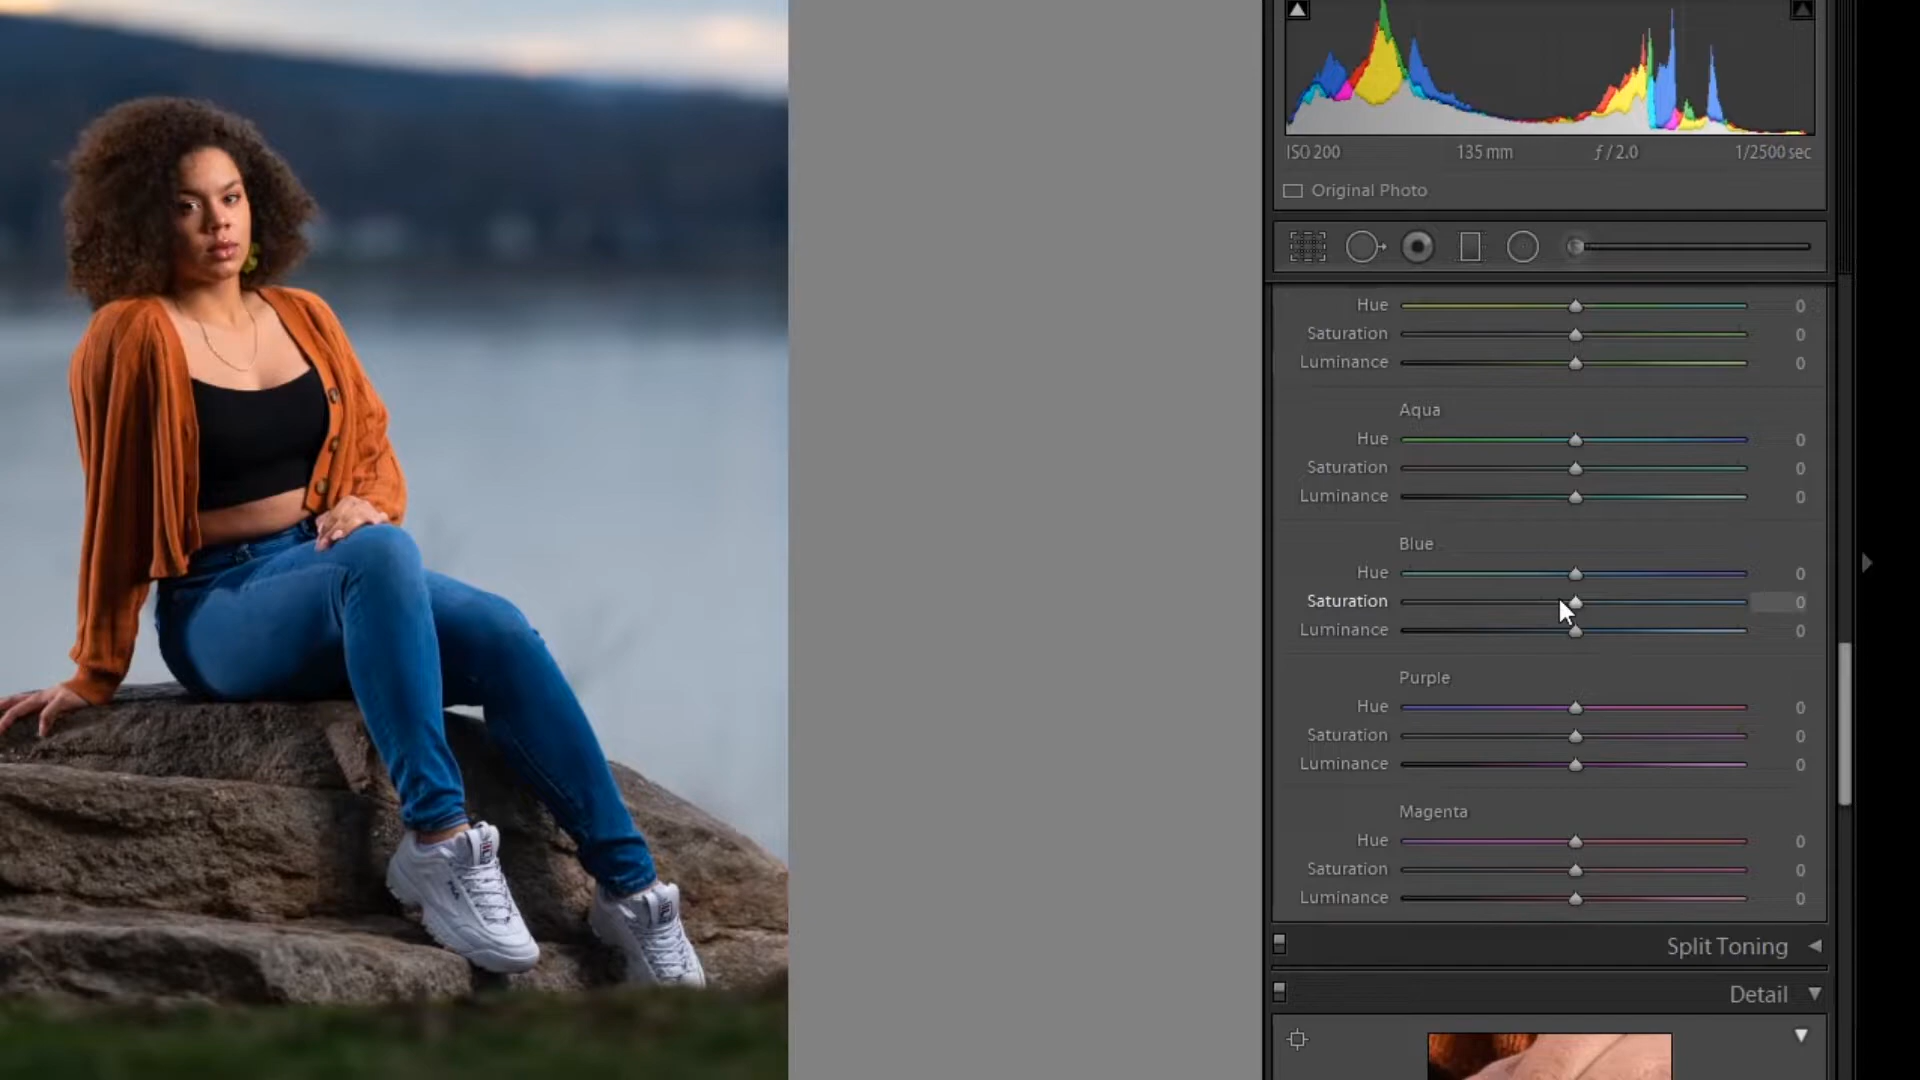 ISO 200 135 mm ƒ / 2.0 1/2500 sec
Original Photo
Hue 0
Saturation 0
Luminance 0
Aqua
Hue 0
Saturation 0
Luminance 0
Blue
Hue 0
Saturation 0
Luminance 0
Purple
Hue 0
Saturation 0
Luminance 0
Magenta
Hue 0
Saturation 0
Luminance 0
Split Toning
Detail
FILA